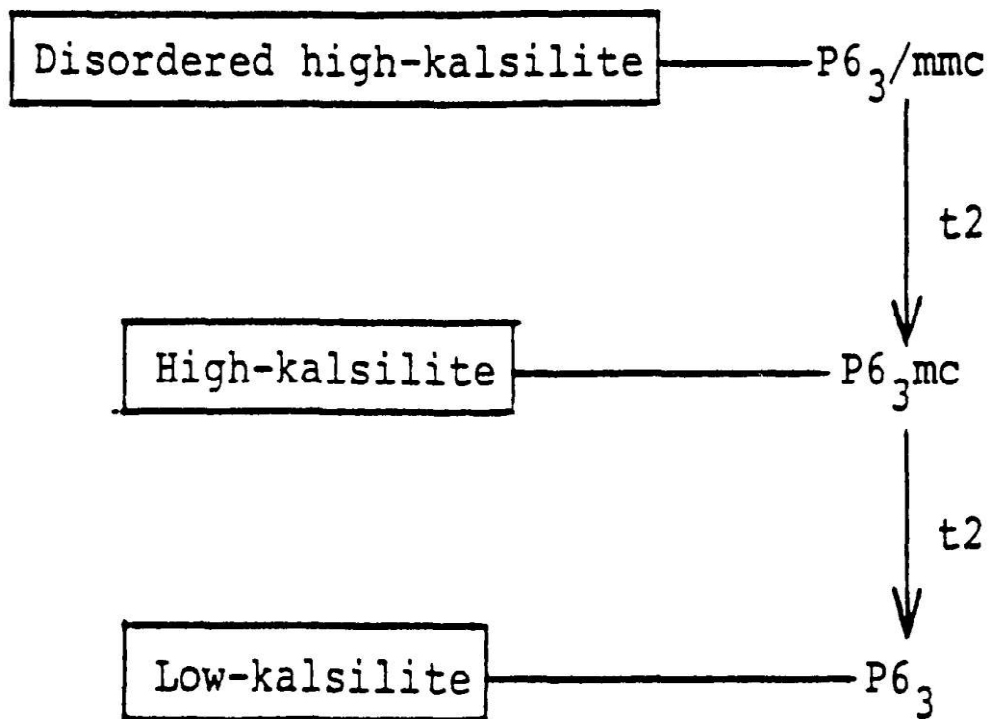 Disordered high-kalsilite P6₃/mmc
t2
High-kalsilite P6₃mc
t2
Low-kalsilite P6₃